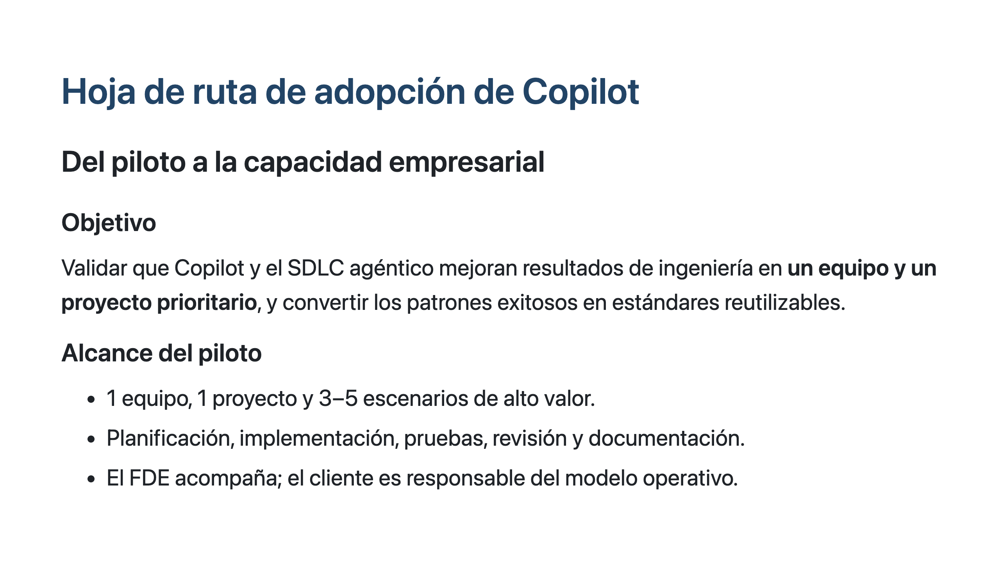 Hoja de ruta de adopción de Copilot
Del piloto a la capacidad empresarial
Objetivo
Validar que Copilot y el SDLC agéntico mejoran resultados de ingeniería en un equipo y un
proyecto prioritario, y convertir los patrones exitosos en estándares reutilizables.
Alcance del piloto
• 1 equipo, 1 proyecto y 3–5 escenarios de alto valor.
• Planificación, implementación, pruebas, revisión y documentación.
• El FDE acompaña; el cliente es responsable del modelo operativo.